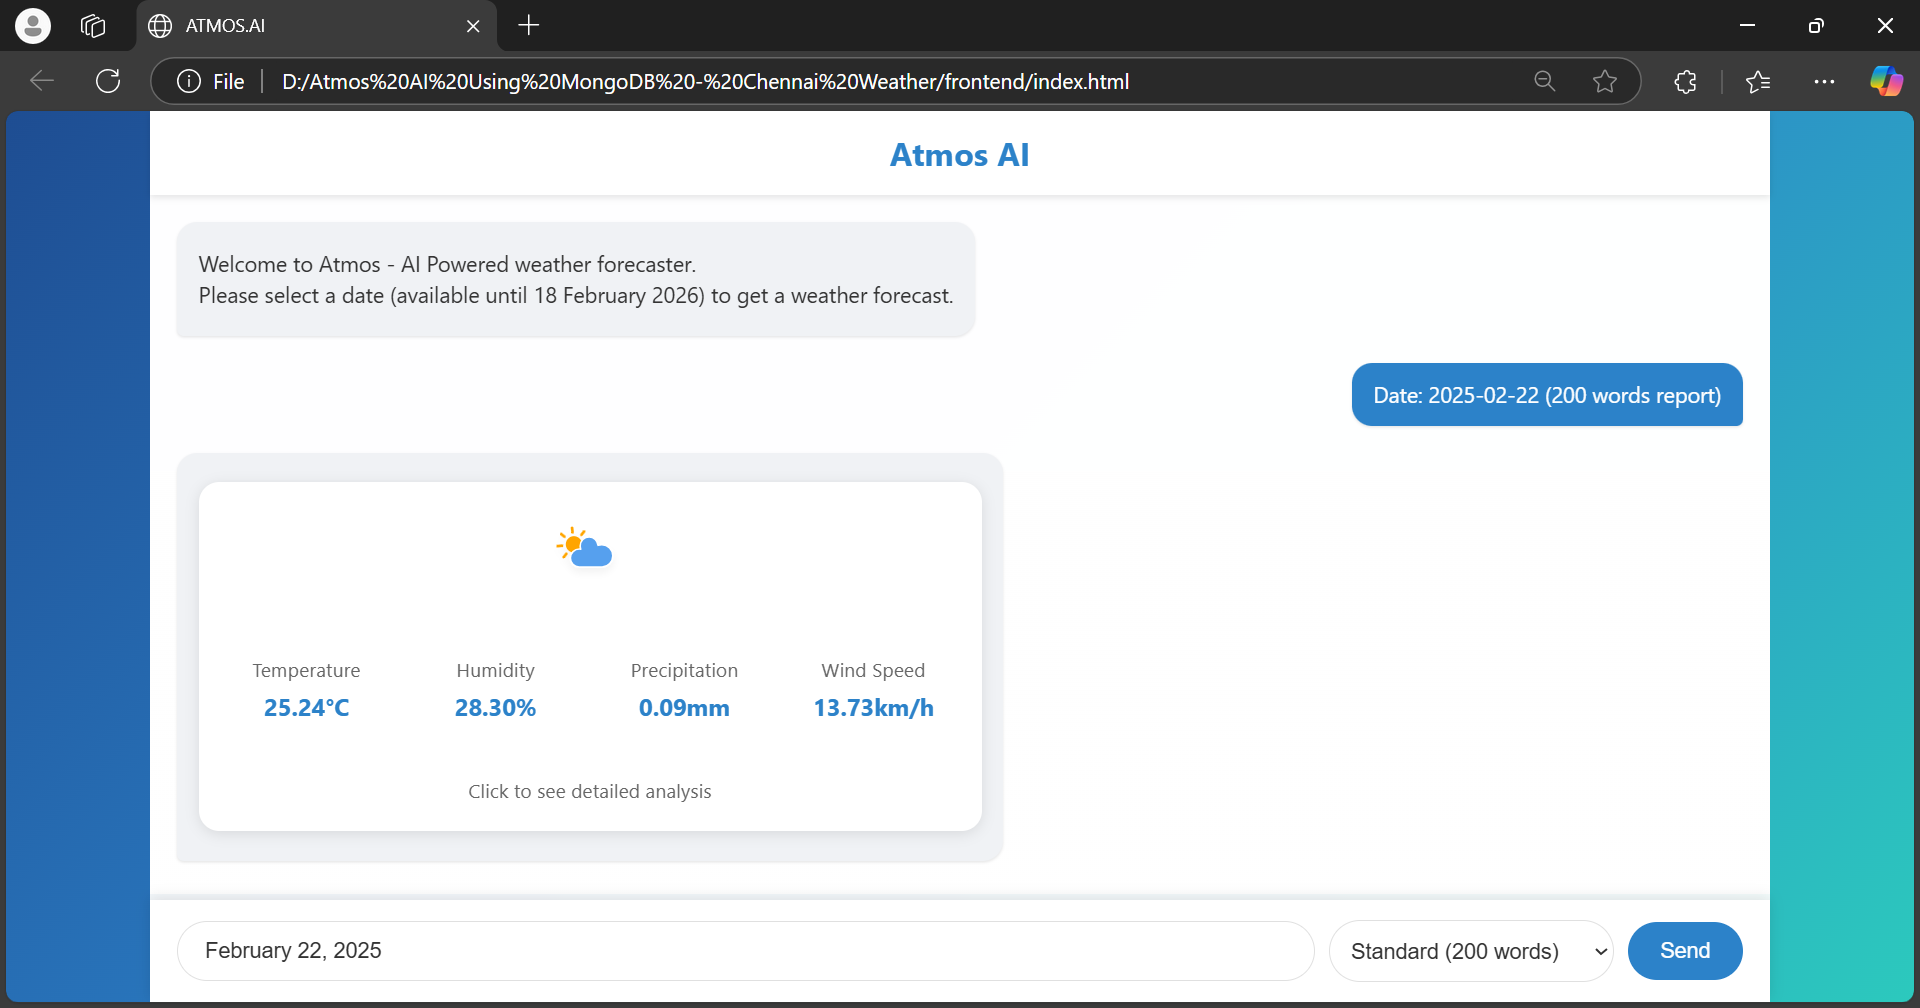 ATMOS.AI
File
D:/Atmos%20AI%20Using%20MongoDB%20-%20Chennai%20Weather/frontend/index.html
Atmos AI
Welcome to Atmos - AI Powered weather forecaster.
Please select a date (available until 18 February 2026) to get a weather forecast.
Date: 2025-02-22 (200 words report)
Temperature Humidity Precipitation Wind Speed
25.24°C 28.30% 0.09mm 13.73km/h
Click to see detailed analysis
February 22, 2025
Standard (200 words)
Send